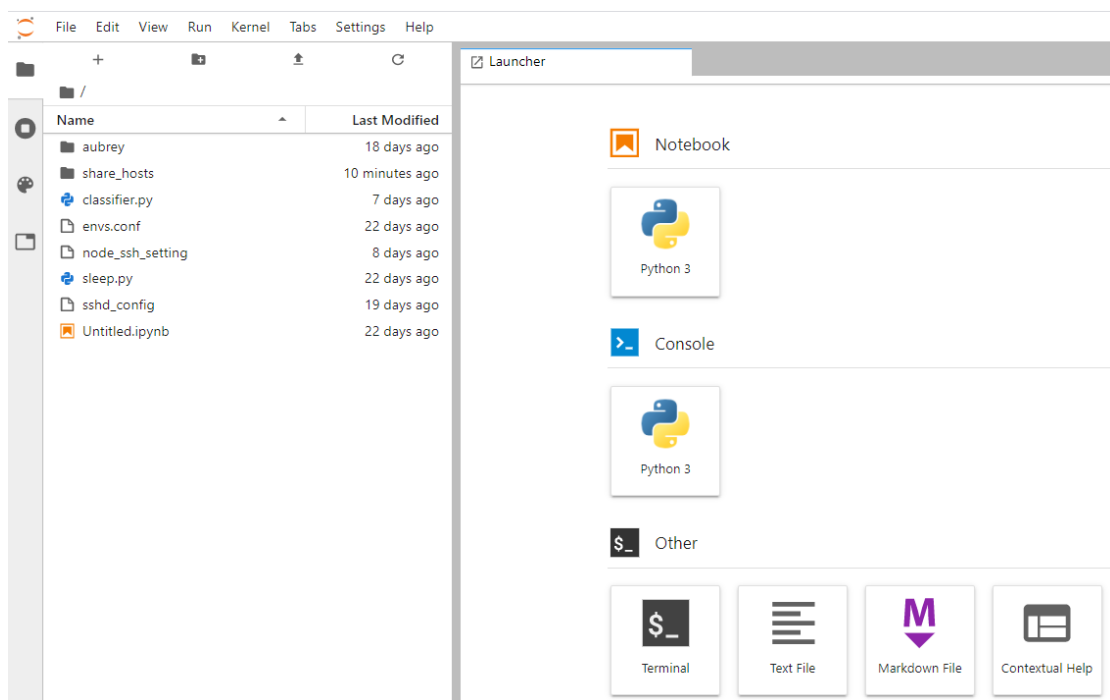 File Edit View Run Kernel Tabs Settings Help
Launcher
/
Name Last Modified
aubrey 18 days ago
share_hosts 10 minutes ago
classifier.py 7 days ago
envs.conf 22 days ago
node_ssh_setting 8 days ago
sleep.py 22 days ago
sshd_config 19 days ago
Untitled.ipynb 22 days ago
Notebook
Python 3
Console
Python 3
$_ Other
$_
Terminal
Text File
M
Markdown File
Contextual Help